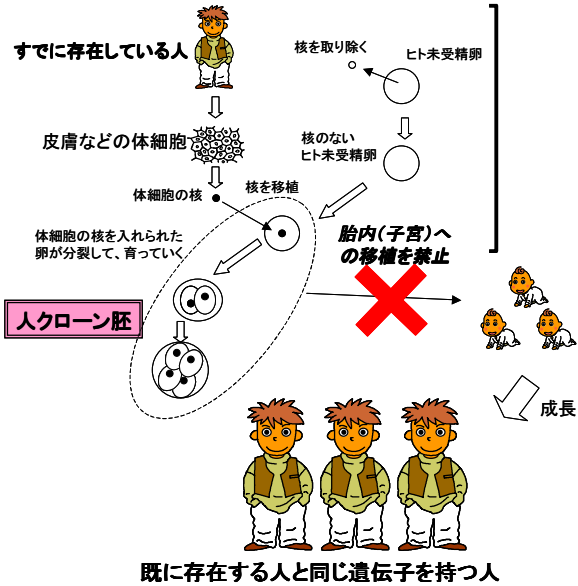 すでに存在している人
核を取り除く
ヒト未受精卵
皮膚などの体細胞
核のない
ヒト未受精卵
体細胞の核
核を移植
体細胞の核を入れられた
卵が分裂して、育っていく
胎内(子宮)へ
の移植を禁止
人クローン胚
成長
既に存在する人と同じ遺伝子を持つ人